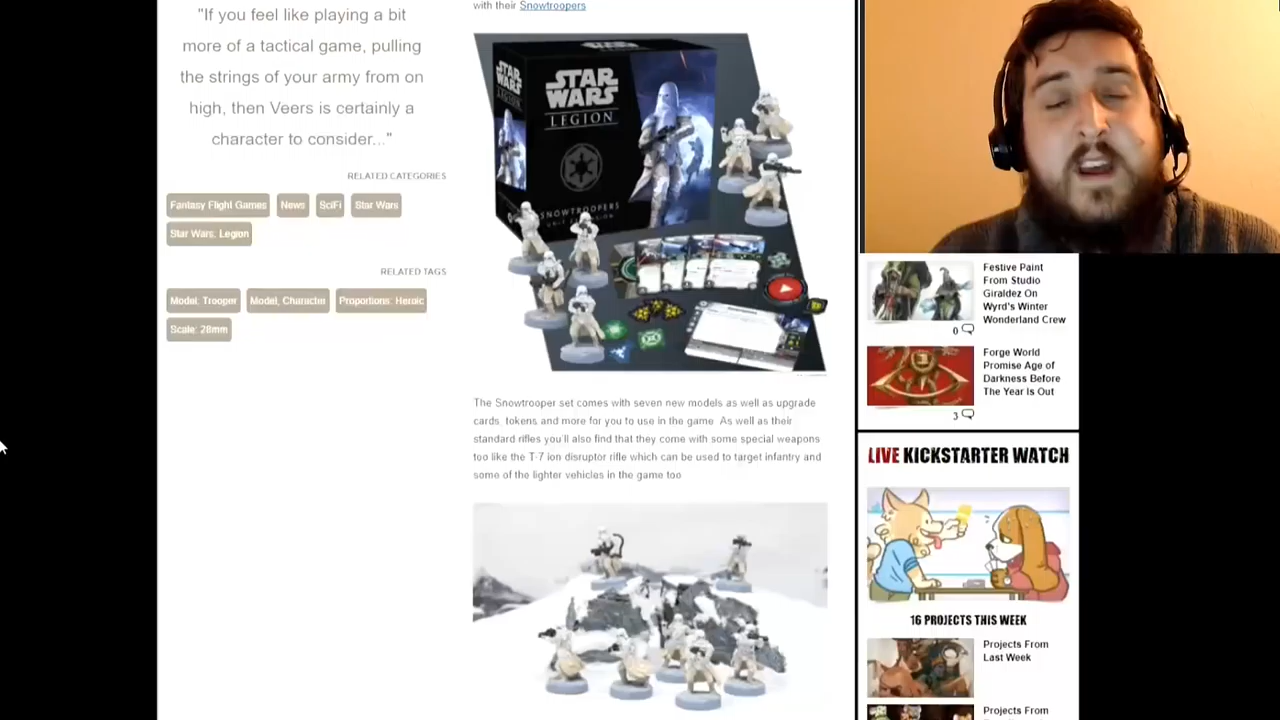 "If you feel like playing a bit
more of a tactical game, pulling
the strings of your army from on
high, then Veers is certainly a
character to consider..."
RELATED CATEGORIES
Fantasy Flight Games
News
SciFi
Star Wars
Star Wars: Legion
RELATED TAGS
Model: Trooper
Model, Character
Proportions: Heroic
Scale: 28mm
with their Snowtroopers
STAR
WARS
LEGION
SNOWTROOPERS
UNIT EXPANSION
The Snowtrooper set comes with seven new models as well as upgrade
cards, tokens and more for you to use in the game. As well as their
standard rifles you'll also find that they come with some special weapons
too like the T-7 ion disruptor rifle which can be used to target infantry and
some of the lighter vehicles in the game too
Festive Paint
From Studio
Giraldez On
Wyrd's Winter
Wonderland Crew
0
Forge World
Promise Age of
Darkness Before
The Year Is Out
3
LIVE KICKSTARTER WATCH
16 PROJECTS THIS WEEK
Projects From
Last Week
Projects From